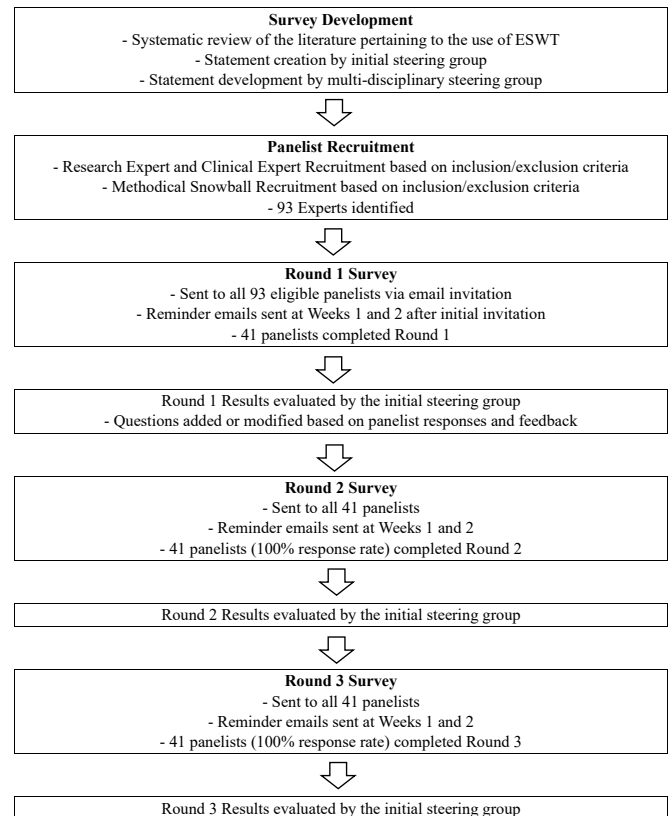 Survey Development
- Systematic review of the literature pertaining to the use of ESWT
- Statement creation by initial steering group
- Statement development by multi-disciplinary steering group
Panelist Recruitment
- Research Expert and Clinical Expert Recruitment based on inclusion/exclusion criteria
- Methodical Snowball Recruitment based on inclusion/exclusion criteria
- 93 Experts identified
Round 1 Survey
- Sent to all 93 eligible panelists via email invitation
- Reminder emails sent at Weeks 1 and 2 after initial invitation
- 41 panelists completed Round 1
Round 1 Results evaluated by the initial steering group
- Questions added or modified based on panelist responses and feedback
Round 2 Survey
- Sent to all 41 panelists
- Reminder emails sent at Weeks 1 and 2
- 41 panelists (100% response rate) completed Round 2
Round 2 Results evaluated by the initial steering group
Round 3 Survey
- Sent to all 41 panelists
- Reminder emails sent at Weeks 1 and 2
- 41 panelists (100% response rate) completed Round 3
Round 3 Results evaluated by the initial steering group